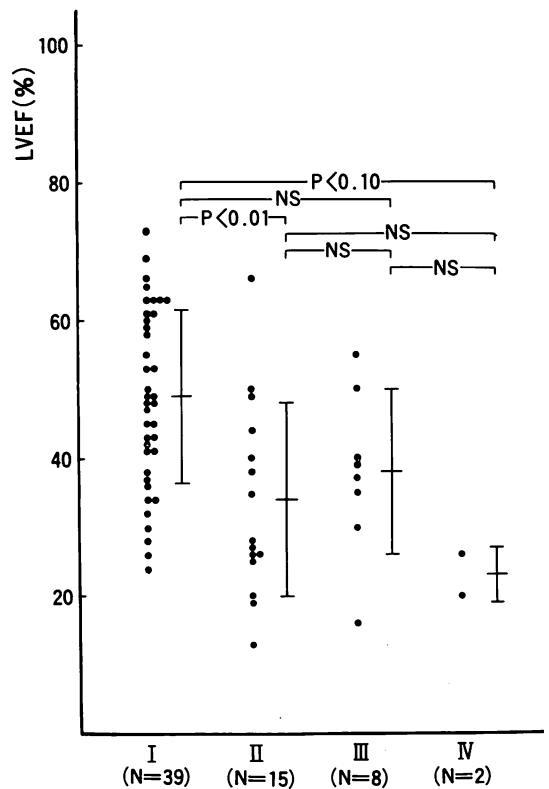 LVEF(%)
100
80
60
40
20
P<0.10
NS
P<0.01
NS
NS
NS
I II III IV
(N=39) (N=15) (N=8) (N=2)